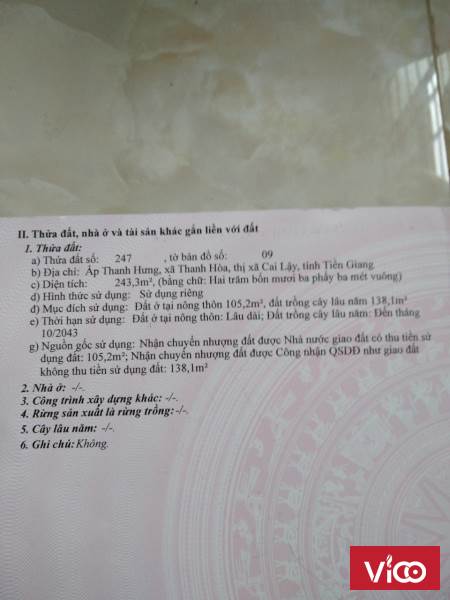 II. Thửa đất, nhà ở và tài sản khác gắn liền với đất
1. Thửa đất:
a) Thửa đất số: 247 , tờ bản đồ số: 09
b) Địa chỉ: Ấp Thanh Hưng, xã Thanh Hòa, thị xã Cai Lậy, tỉnh Tiền Giang
c) Diện tích: 243,3m², (bằng chữ: Hai trăm bốn mươi ba phẩy ba mét vuông)
d) Hình thức sử dụng: Sử dụng riêng
đ) Mục đích sử dụng: Đất ở tại nông thôn 105,2m², đất trồng cây lâu năm 138,1m²
e) Thời hạn sử dụng: Đất ở tại nông thôn: Lâu dài; Đất trồng cây lâu năm: Đến tháng
10/2043
g) Nguồn gốc sử dụng: Nhận chuyển nhượng đất được Nhà nước giao đất có thu tiền sử
dụng đất: 105,2m²; Nhận chuyển nhượng đất được Công nhận QSDĐ như giao đất
không thu tiền sử dụng đất: 138,1m²
2. Nhà ở: -/-.
3. Công trình xây dựng khác: -/-.
4. Rừng sản xuất là rừng trồng: -/-.
5. Cây lâu năm: -/-.
6. Ghi chú: Không.
Vicoo